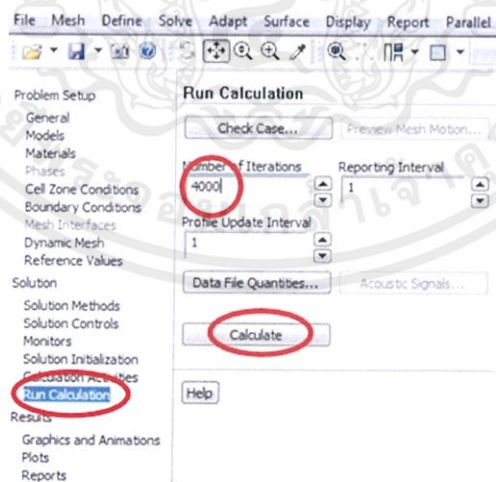 File Mesh Define Solve Adapt Surface Display Report Parallel
Problem Setup
General
Models
Materials
Phases
Cell Zone Conditions
Boundary Conditions
Mesh Interfaces
Dynamic Mesh
Reference Values
Solution
Solution Methods
Solution Controls
Monitors
Solution Initialization
Calculation Activities
Run Calculation
Results
Graphics and Animations
Plots
Reports
Run Calculation
Check Case...
Preview Mesh Motion...
Number of Iterations
Reporting Interval
4000
1
Profile Update Interval
1
Data File Quantities...
Acoustic Signals...
Calculate
Help